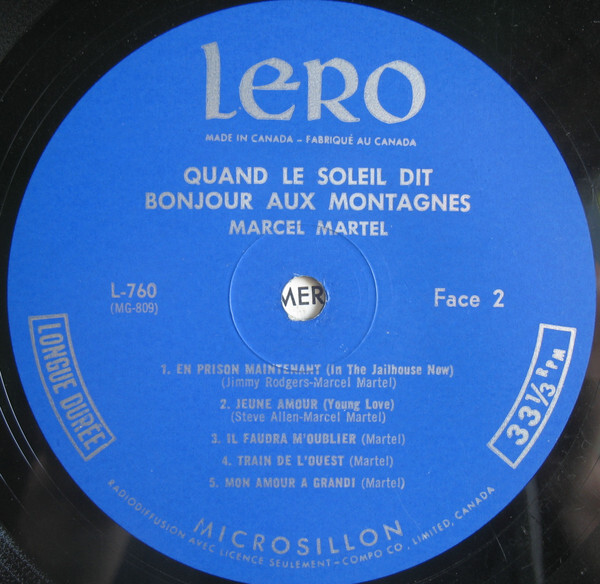 LERO
MADE IN CANADA – FABRIQUÉ AU CANADA
QUAND LE SOLEIL DIT
BONJOUR AUX MONTAGNES
MARCEL MARTEL
L-760
(MG-809)
MER
Face 2
LONGUE DURÉE
33 1/3 RPM
1. EN PRISON MAINTENANT (In The Jailhouse Now)
(Jimmy Rodgers-Marcel Martel)
2. JEUNE AMOUR (Young Love)
(Steve Allen-Marcel Martel)
3. IL FAUDRA M'OUBLIER (Martel)
4. TRAIN DE L'OUEST (Martel)
5. MON AMOUR A GRANDI (Martel)
MICROSILLON
RADIODIFFUSION AVEC LICENCE SEULEMENT–COMPO CO., LIMITED, CANADA